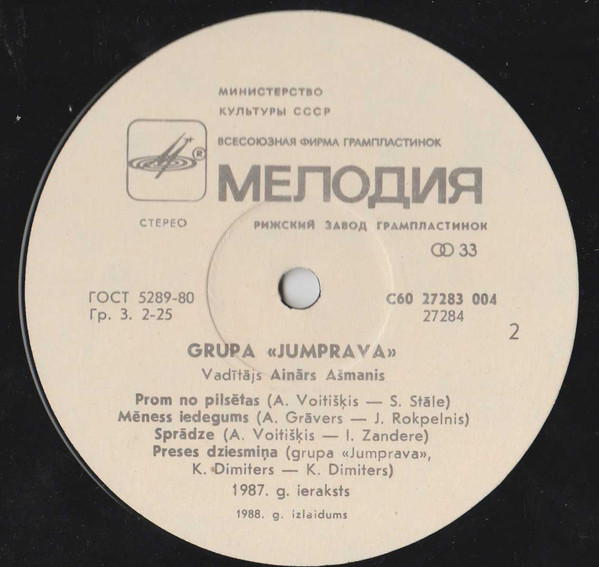 МИНИСТЕРСТВО
КУЛЬТУРЫ СССР
ВСЕСОЮЗНАЯ ФИРМА ГРАМПЛАСТИНОК
®
МЕЛОДИЯ
СТЕРЕО
РИЖСКИЙ ЗАВОД ГРАМПЛАСТИНОК
33
ГОСТ 5289-80
Гр. 3. 2-25
С60 27283 004
27284
2
GRUPA «JUMPRAVA»
Vadītājs Ainārs Ašmanis
Prom no pilsētas (A. Voitišķis — S. Stāle)
Mēness iedegums (A. Grāvers — J. Rokpelnis)
Sprādze (A. Voitišķis — I. Zandere)
Preses dziesmiņa (grupa «Jumprava»,
K. Dimiters — K. Dimiters)
1987. g. ieraksts
1988. g. izlaidums